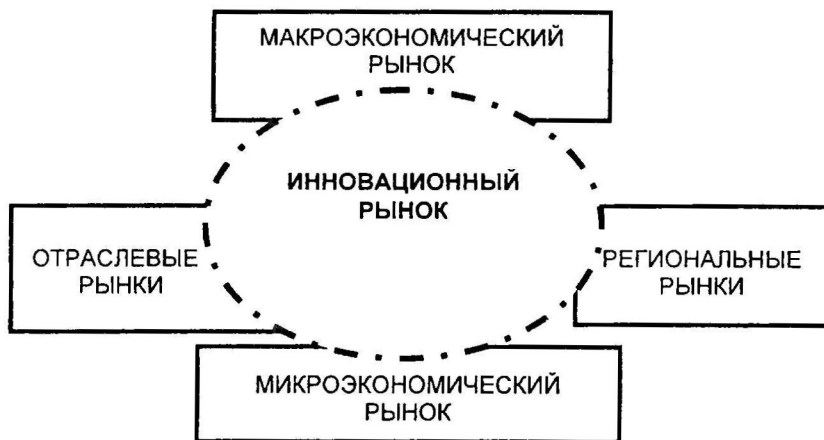 МАКРОЭКОНОМИЧЕСКИЙ
РЫНОК
ИННОВАЦИОННЫЙ
РЫНОК
ОТРАСЛЕВЫЕ
РЫНКИ
РЕГИОНАЛЬНЫЕ
РЫНКИ
МИКРОЭКОНОМИЧЕСКИЙ
РЫНОК